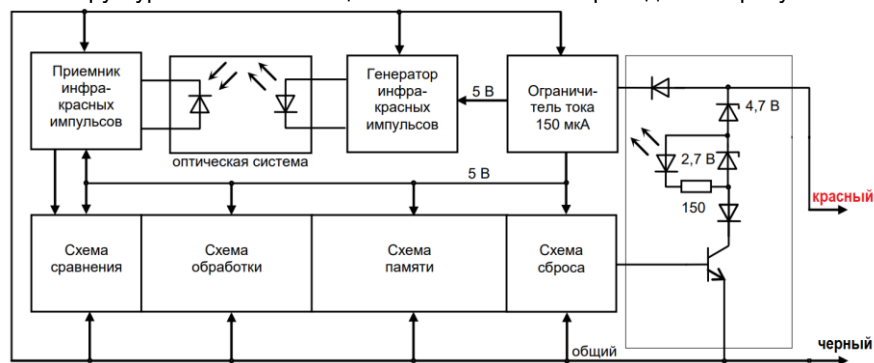 Приемник
инфра-
красных
импульсов
оптическая система
Генератор
инфра-
красных
импульсов
5 В
Ограничи-
тель тока
150 мкА
4,7 В
2,7 В
150
красный
5 В
Схема
сравнения
Схема
обработки
Схема
памяти
Схема
сброса
общий
черный